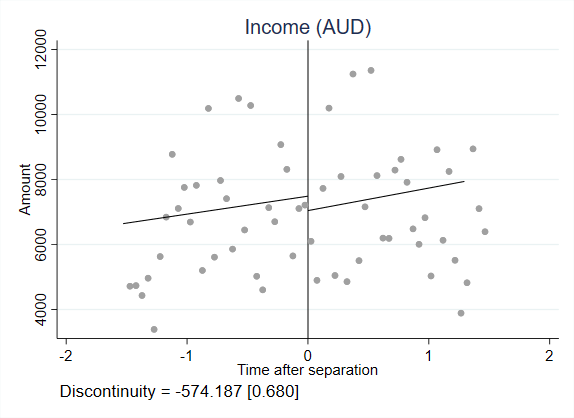 Income (AUD)
12000
10000
8000
6000
4000
Amount
-2 -1 0 1 2
Time after separation
Discontinuity = -574.187 [0.680]